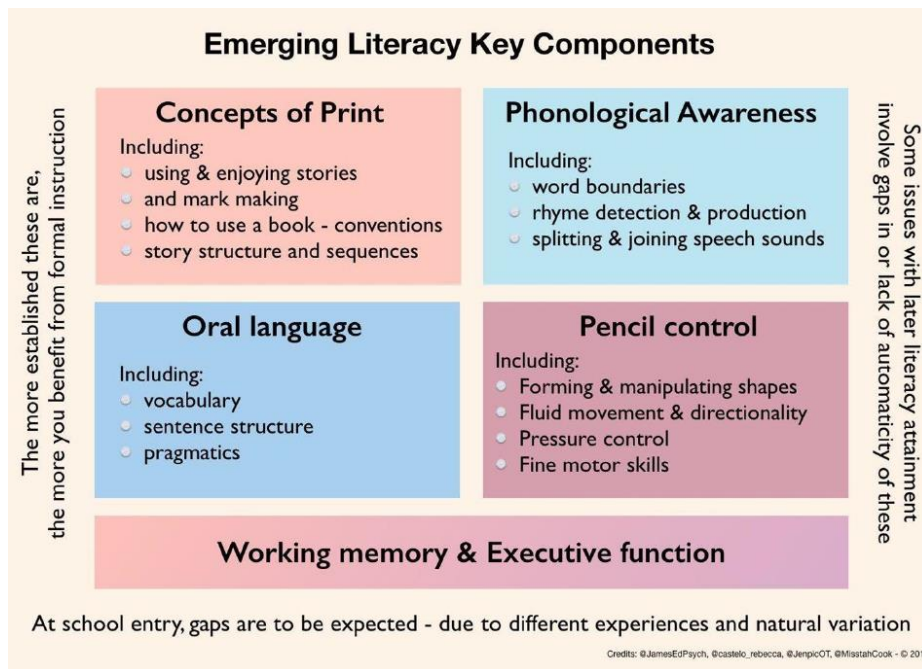 Emerging Literacy Key Components
The more established these are,
the more you benefit from formal instruction
Concepts of Print
Including:
using & enjoying stories
and mark making
how to use a book - conventions
story structure and sequences
Phonological Awareness
Including:
word boundaries
rhyme detection & production
splitting & joining speech sounds
Oral language
Including:
vocabulary
sentence structure
pragmatics
Pencil control
Including:
Forming & manipulating shapes
Fluid movement & directionality
Pressure control
Fine motor skills
Some issues with later literacy attainment
involve gaps in or lack of automaticity of these
Working memory & Executive function
At school entry, gaps are to be expected - due to different experiences and natural variation
Credits: @JamesEdPsych, @castelo_rebecca, @JenpicOT, @MisstahCook - ©